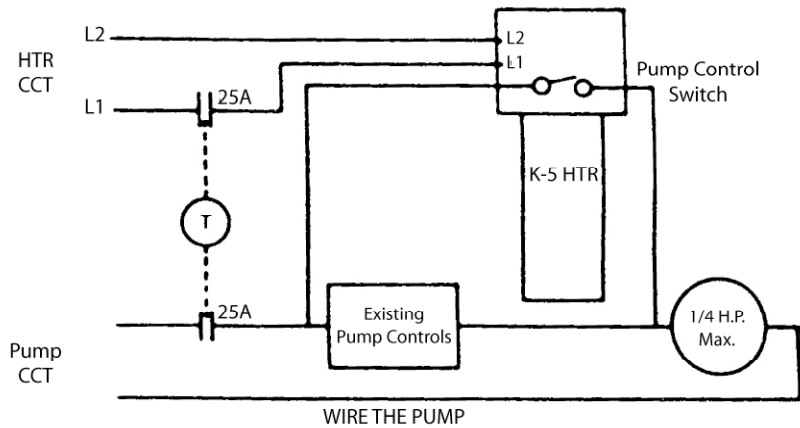 L2
HTR
CCT
L1
25A
L2
L1
Pump Control
Switch
K-5 HTR
T
25A
Existing
Pump Controls
1/4 H.P.
Max.
Pump
CCT
WIRE THE PUMP